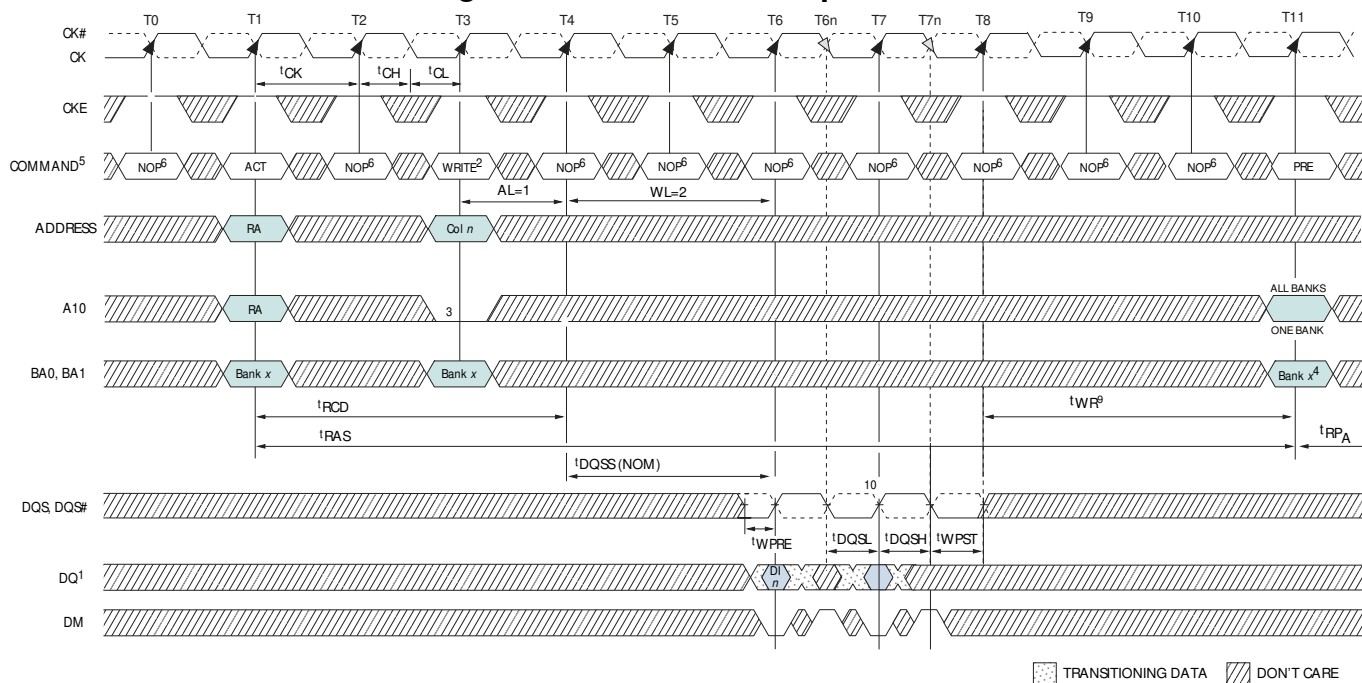 T0 T1 T2 T3 T4 T5 T6 T6n T7 T7n T8 T9 T10 T11
CK#
CK
tCK tCH tCL
CKE
COMMAND5 NOP6 ACT NOP6 WRITE2 NOP6 NOP6 NOP6 NOP6 NOP6 NOP6 NOP6 PRE
AL=1 WL=2
ADDRESS RA Col n
ALL BANKS
A10 RA 3
ONE BANK
BA0, BA1 Bank x Bank x Bank x4
tRCD tWR9
tRAS tRPA
tDQSS (NOM)
10
DQS, DQS#
tWPRE tDQSL tDQSH tWPST
DQ1 DI
n
DM
TRANSITIONING DATA DON'T CARE